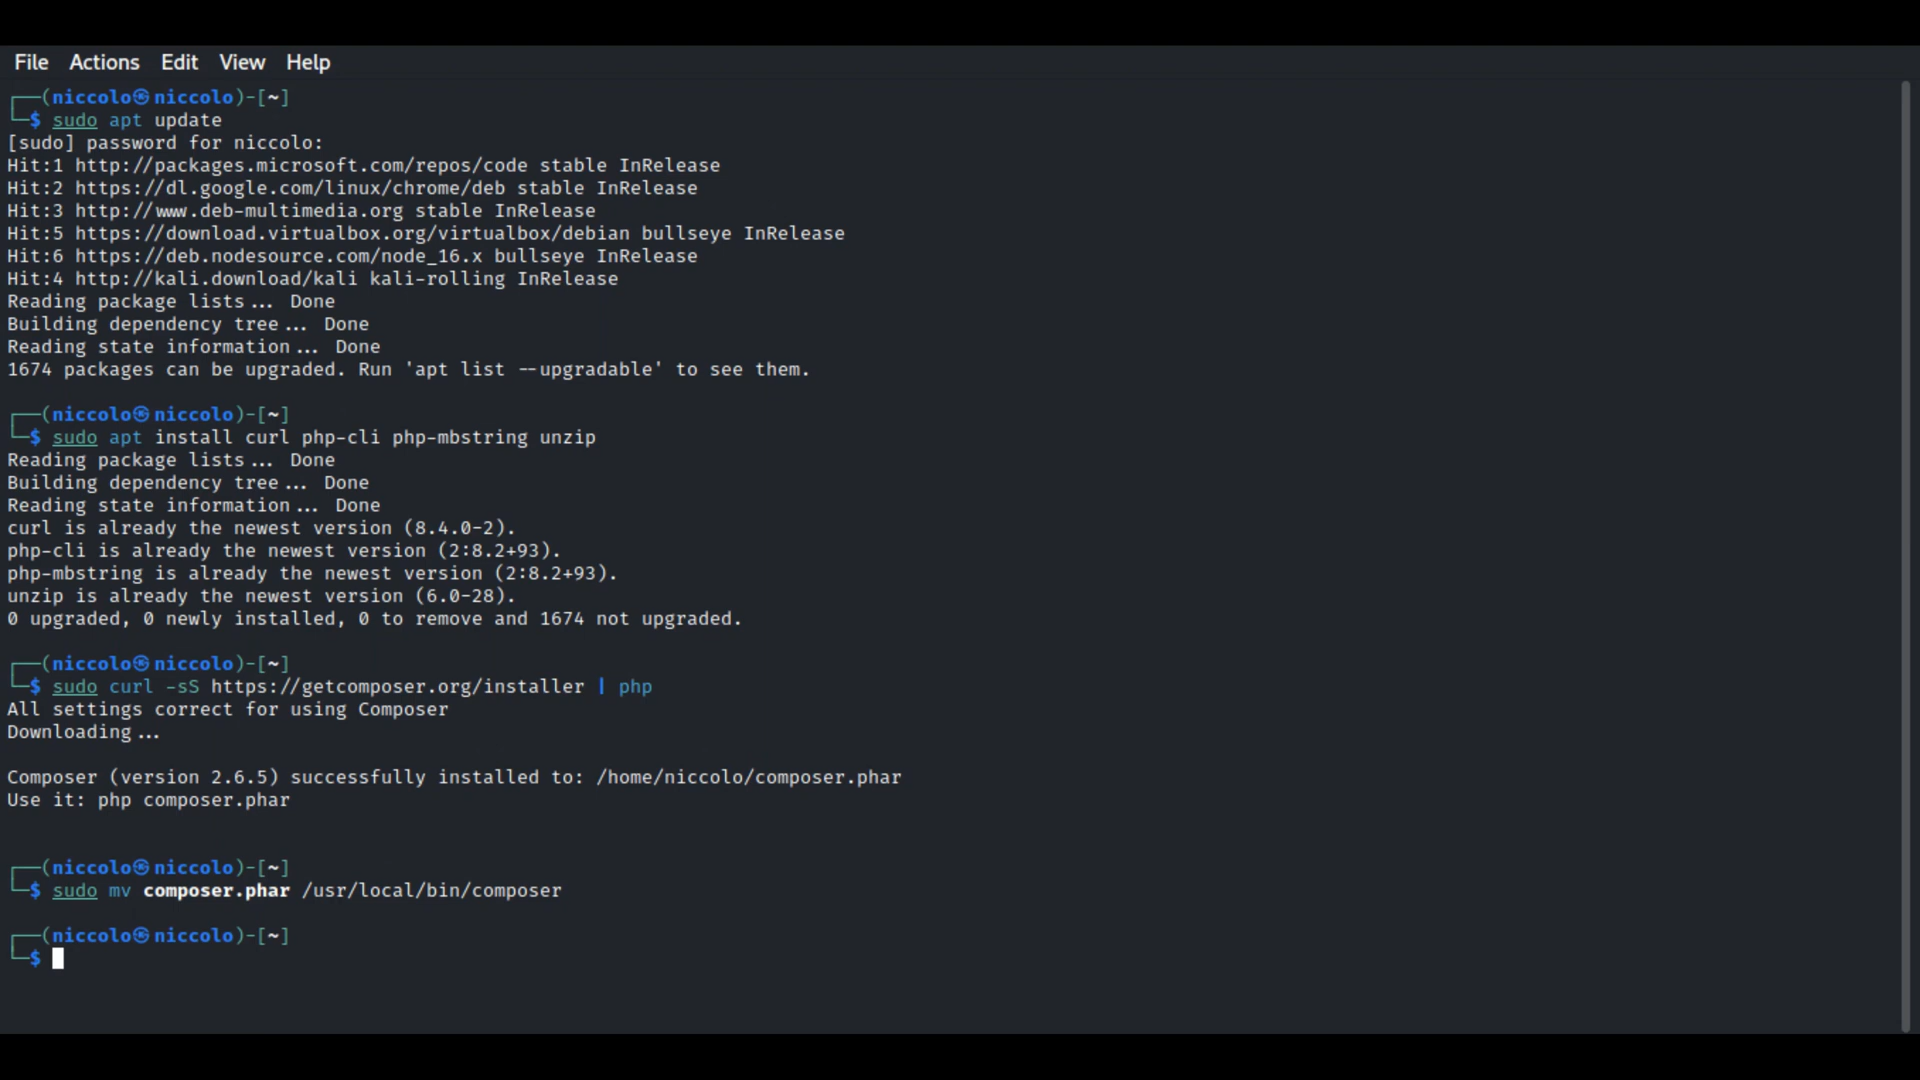 File Actions Edit View Help
┌──(niccolo㉿niccolo)-[~]
└─$ sudo apt update
[sudo] password for niccolo:
Hit:1 http://packages.microsoft.com/repos/code stable InRelease
Hit:2 https://dl.google.com/linux/chrome/deb stable InRelease
Hit:3 http://www.deb-multimedia.org stable InRelease
Hit:5 https://download.virtualbox.org/virtualbox/debian bullseye InRelease
Hit:6 https://deb.nodesource.com/node_16.x bullseye InRelease
Hit:4 http://kali.download/kali kali-rolling InRelease
Reading package lists... Done
Building dependency tree... Done
Reading state information... Done
1674 packages can be upgraded. Run 'apt list --upgradable' to see them.
┌──(niccolo㉿niccolo)-[~]
└─$ sudo apt install curl php-cli php-mbstring unzip
Reading package lists... Done
Building dependency tree... Done
Reading state information... Done
curl is already the newest version (8.4.0-2).
php-cli is already the newest version (2:8.2+93).
php-mbstring is already the newest version (2:8.2+93).
unzip is already the newest version (6.0-28).
0 upgraded, 0 newly installed, 0 to remove and 1674 not upgraded.
┌──(niccolo㉿niccolo)-[~]
└─$ sudo curl -sS https://getcomposer.org/installer | php
All settings correct for using Composer
Downloading...
Composer (version 2.6.5) successfully installed to: /home/niccolo/composer.phar
Use it: php composer.phar
┌──(niccolo㉿niccolo)-[~]
└─$ sudo mv composer.phar /usr/local/bin/composer
┌──(niccolo㉿niccolo)-[~]
└─$